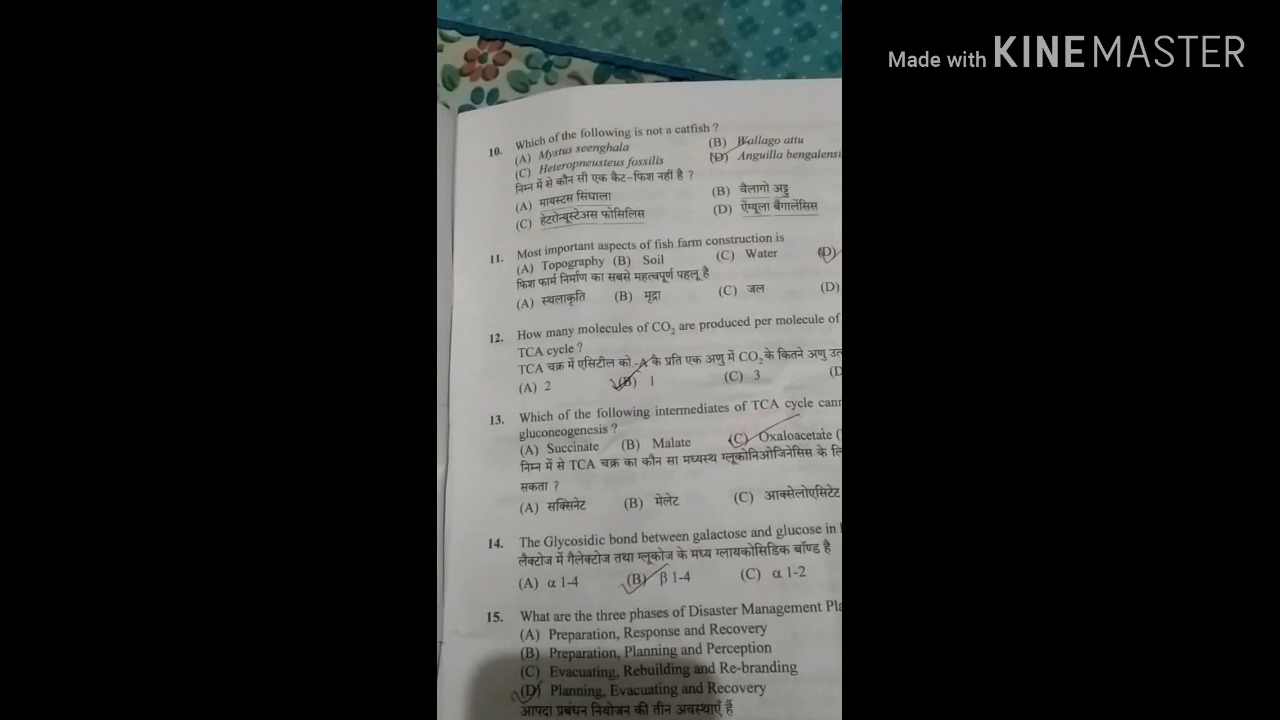 Made with KINEMASTER
10. Which of the following is not a catfish ?
(A) Mystus seenghala (B) Wallago attu
(C) Heteropneusteus fossilis (D) Anguilla bengalensi
निम्न में से कौन सी एक कैट-फिश नहीं है ?
(A) मायस्टस सिंघाला (B) वैलागो अट्टु
(C) हेटरोन्यूस्टेअस फोसिलिस (D) ऐंग्यूला बैंगालेंसिस
11. Most important aspects of fish farm construction is
(A) Topography (B) Soil (C) Water (D)
फिश फार्म निर्माण का सबसे महत्वपूर्ण पहलू है
(A) स्थलाकृति (B) मृद्रा (C) जल (D)
12. How many molecules of CO₂ are produced per molecule of
TCA cycle ?
TCA चक्र में एसिटील को-A के प्रति एक अणु में CO₂ के कितने अणु
(A) 2 (B) 1 (C) 3 (D
13. Which of the following intermediates of TCA cycle cann
gluconeogenesis ?
(A) Succinate (B) Malate (C) Oxaloacetate (
निम्न में से TCA चक्र का कौन सा मध्यस्थ ग्लूकोनिओजिनेसिस के लि
सकता ?
(A) सक्सिनेट (B) मेलेट (C) आक्सेलोएसिटेट
14. The Glycosidic bond between galactose and glucose in
लैक्टोज में गैलेक्टोज तथा ग्लूकोज के मध्य ग्लायकोसिडिक बॉण्ड है
(A) α 1-4 (B) β 1-4 (C) α 1-2
15. What are the three phases of Disaster Management Pla
(A) Preparation, Response and Recovery
(B) Preparation, Planning and Perception
(C) Evacuating, Rebuilding and Re-branding
(D) Planning, Evacuating and Recovery
आपदा प्रबंधन नियोजन की तीन अवस्थाएँ हैं